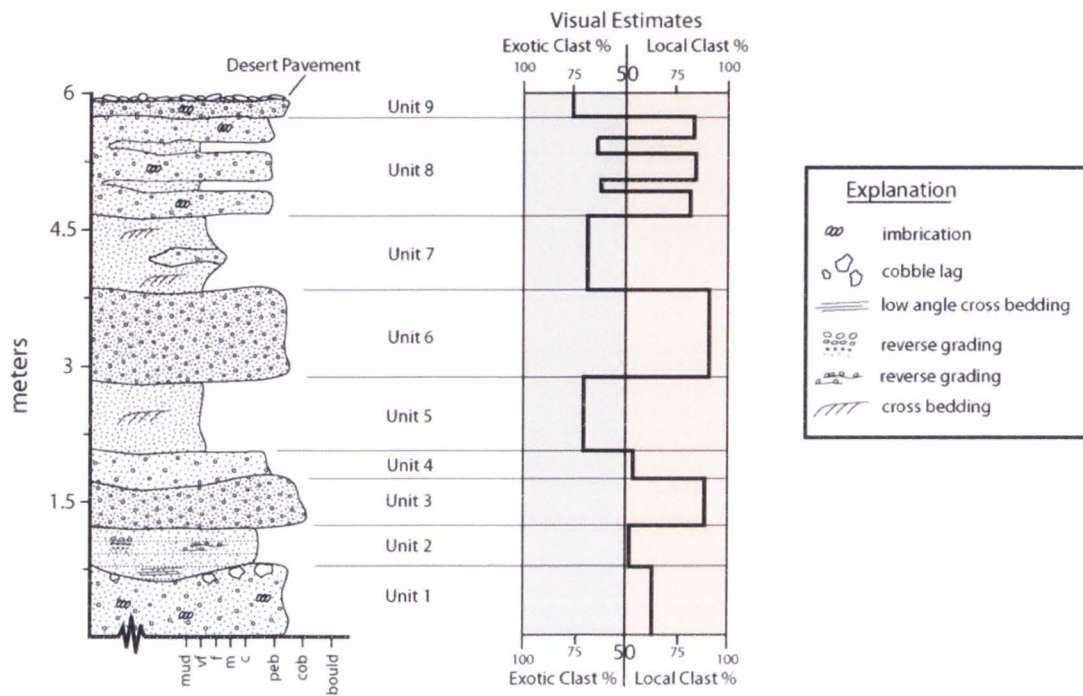 Visual Estimates
Exotic Clast % Local Clast %
100 75 50 75 100
Desert Pavement
6
4.5
3
1.5
meters
Unit 9
Unit 8
Unit 7
Unit 6
Unit 5
Unit 4
Unit 3
Unit 2
Unit 1
mud
vf
f
m
c
peb
cob
bould
100 75 50 75 100
Exotic Clast % Local Clast %
Explanation
imbrication
cobble lag
low angle cross bedding
reverse grading
reverse grading
cross bedding